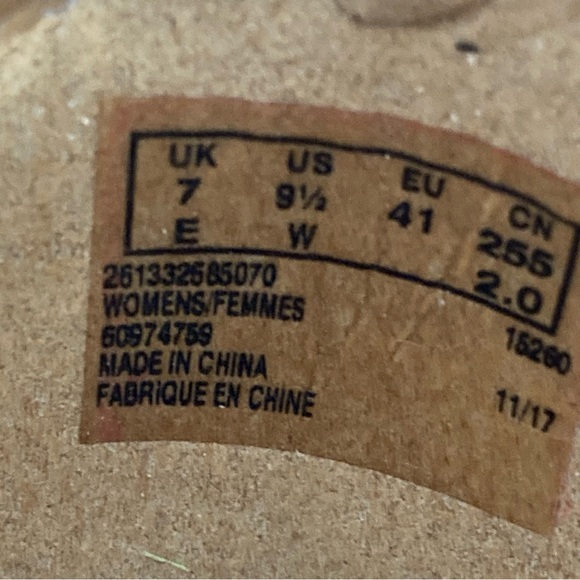 UK US EU CN
7 9½ 41 255
E W 2.0
261332685070
WOMENS/FEMMES
60974759 15260
MADE IN CHINA
FABRIQUE EN CHINE 11/17